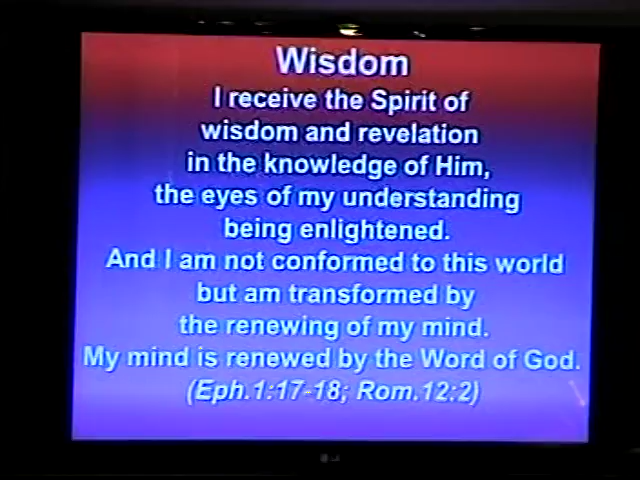 Wisdom
I receive the Spirit of
wisdom and revelation
in the knowledge of Him,
the eyes of my understanding
being enlightened.
And I am not conformed to this world
but am transformed by
the renewing of my mind.
My mind is renewed by the Word of God.
(Eph.1:17-18; Rom.12:2)
LG